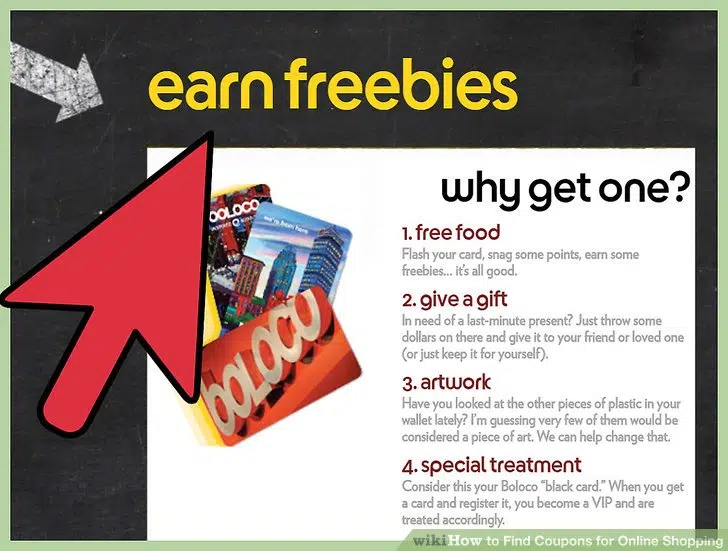 earn freebies
why get one?
BOLOCO
we're from here
BOLOCO
1. free food
Flash your card, snag some points, earn some
freebies... it's all good.
2. give a gift
In need of a last-minute present? Just throw some
dollars on there and give it to your friend or loved one
(or just keep it for yourself).
3. artwork
Have you looked at the other pieces of plastic in your
wallet lately? I'm guessing very few of them would be
considered a piece of art. We can help change that.
4. special treatment
Consider this your Boloco "black card." When you
get a card and register it, you become a VIP and are
treated accordingly.
wikiHow to Find Coupons for Online Shopping